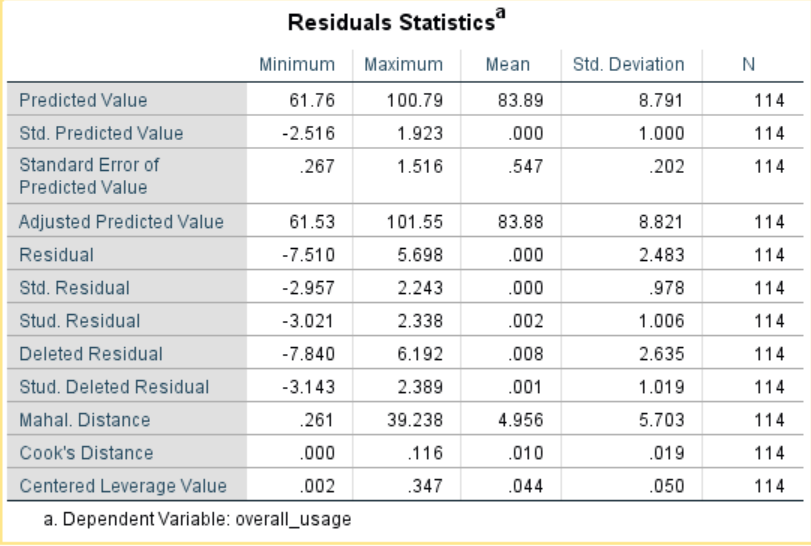 Residuals Statisticsa
Minimum Maximum Mean Std. Deviation N
Predicted Value 61.76 100.79 83.89 8.791 114
Std. Predicted Value -2.516 1.923 .000 1.000 114
Standard Error of
Predicted Value .267 1.516 .547 .202 114
Adjusted Predicted Value 61.53 101.55 83.88 8.821 114
Residual -7.510 5.698 .000 2.483 114
Std. Residual -2.957 2.243 .000 .978 114
Stud. Residual -3.021 2.338 .002 1.006 114
Deleted Residual -7.840 6.192 .008 2.635 114
Stud. Deleted Residual -3.143 2.389 .001 1.019 114
Mahal. Distance .261 39.238 4.956 5.703 114
Cook's Distance .000 .116 .010 .019 114
Centered Leverage Value .002 .347 .044 .050 114
a. Dependent Variable: overall_usage